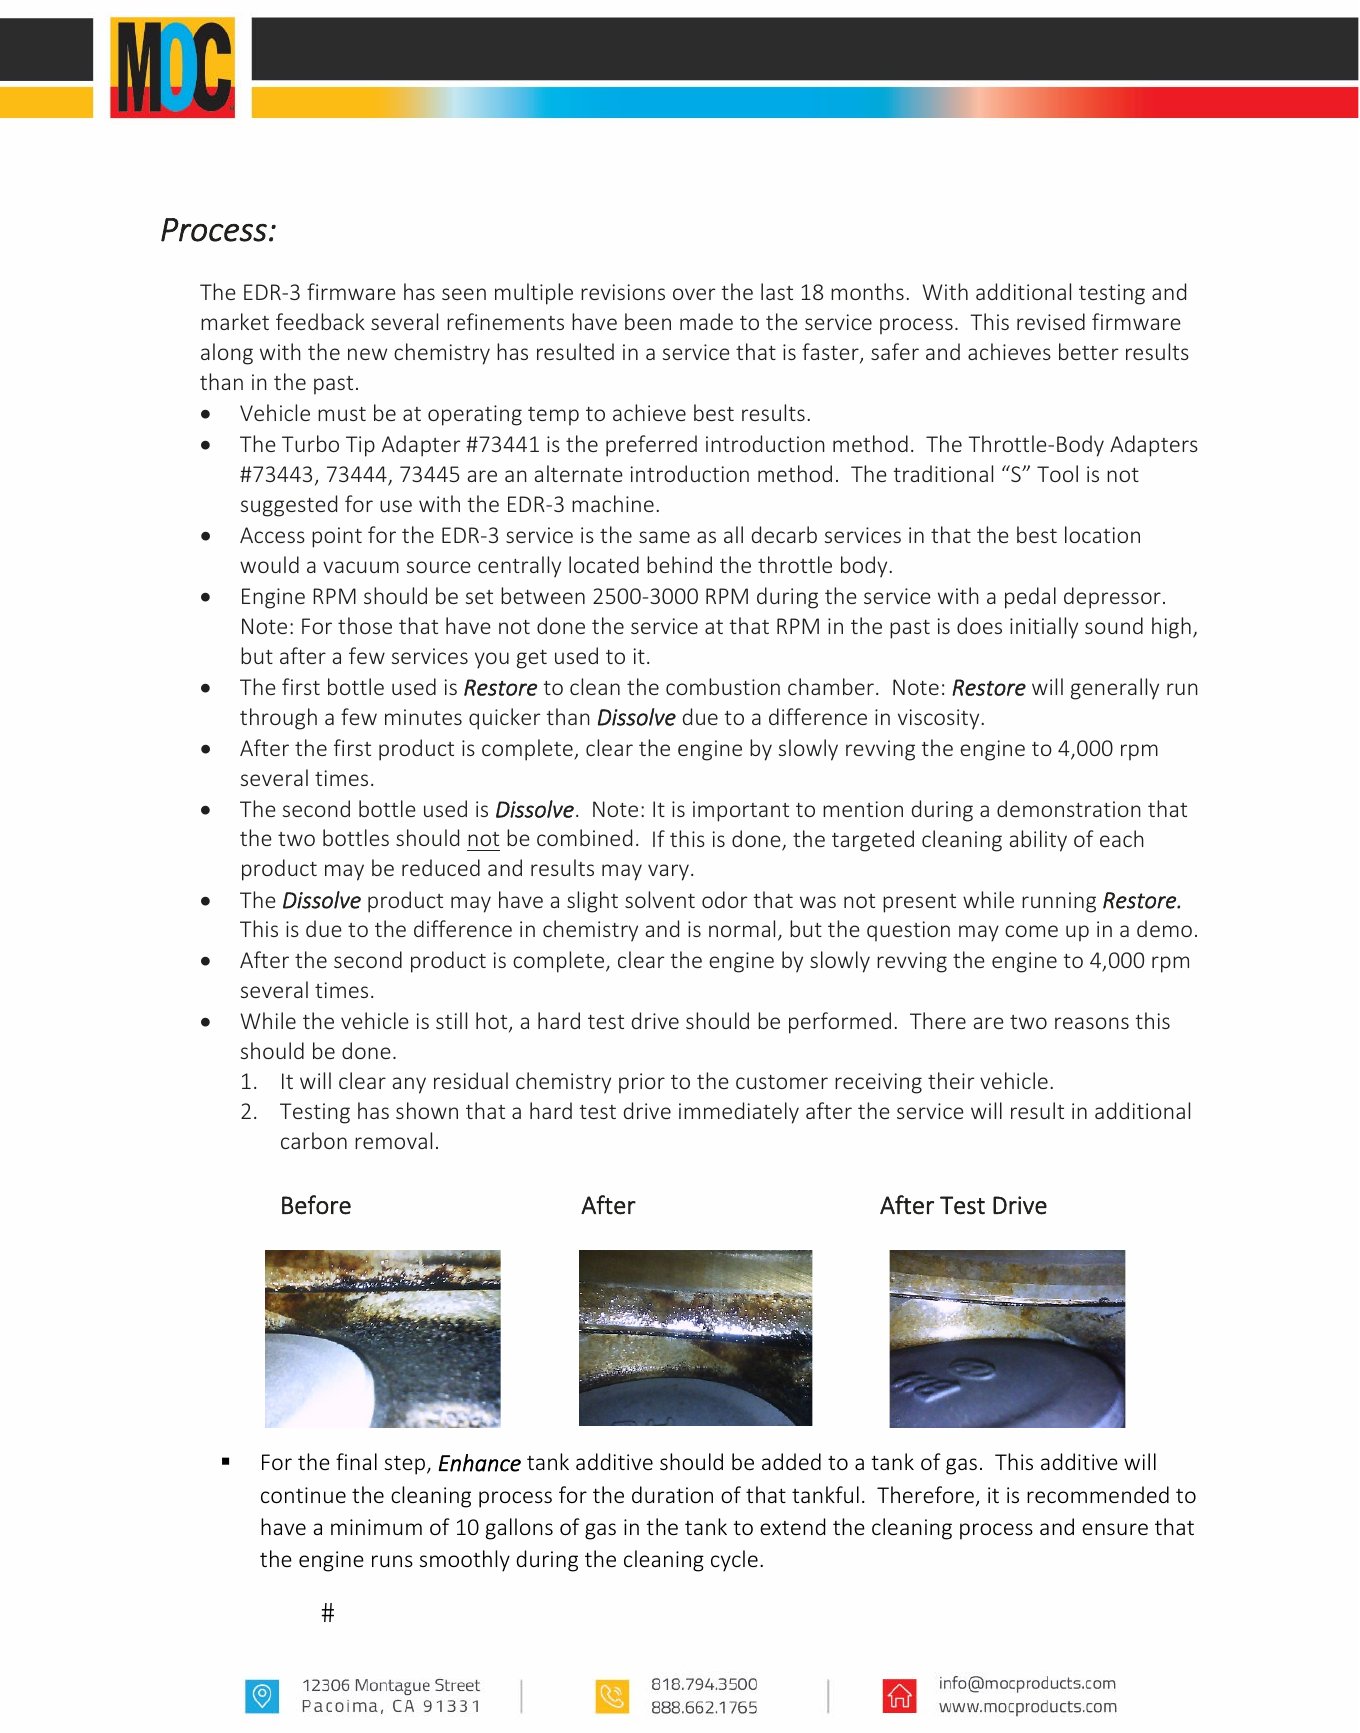 MOC
Process:
The EDR-3 firmware has seen multiple revisions over the last 18 months.  With additional testing and
market feedback several refinements have been made to the service process.  This revised firmware
along with the new chemistry has resulted in a service that is faster, safer and achieves better results
than in the past.
• Vehicle must be at operating temp to achieve best results.
• The Turbo Tip Adapter #73441 is the preferred introduction method.  The Throttle-Body Adapters
#73443, 73444, 73445 are an alternate introduction method.  The traditional “S” Tool is not
suggested for use with the EDR-3 machine.
• Access point for the EDR-3 service is the same as all decarb services in that the best location
would a vacuum source centrally located behind the throttle body.
• Engine RPM should be set between 2500-3000 RPM during the service with a pedal depressor.
Note: For those that have not done the service at that RPM in the past is does initially sound high,
but after a few services you get used to it.
• The first bottle used is Restore to clean the combustion chamber.  Note: Restore will generally run
through a few minutes quicker than Dissolve due to a difference in viscosity.
• After the first product is complete, clear the engine by slowly revving the engine to 4,000 rpm
several times.
• The second bottle used is Dissolve.  Note: It is important to mention during a demonstration that
the two bottles should not be combined.  If this is done, the targeted cleaning ability of each
product may be reduced and results may vary.
• The Dissolve product may have a slight solvent odor that was not present while running Restore.
This is due to the difference in chemistry and is normal, but the question may come up in a demo.
• After the second product is complete, clear the engine by slowly revving the engine to 4,000 rpm
several times.
• While the vehicle is still hot, a hard test drive should be performed.  There are two reasons this
should be done.
1. It will clear any residual chemistry prior to the customer receiving their vehicle.
2. Testing has shown that a hard test drive immediately after the service will result in additional
carbon removal.
Before After After Test Drive
▪ For the final step, Enhance tank additive should be added to a tank of gas.  This additive will
continue the cleaning process for the duration of that tankful.  Therefore, it is recommended to
have a minimum of 10 gallons of gas in the tank to extend the cleaning process and ensure that
the engine runs smoothly during the cleaning cycle.
#
12306 Montague Street
Pacoima, CA 91331
818.794.3500
888.662.1765
info@mocproducts.com
www.mocproducts.com